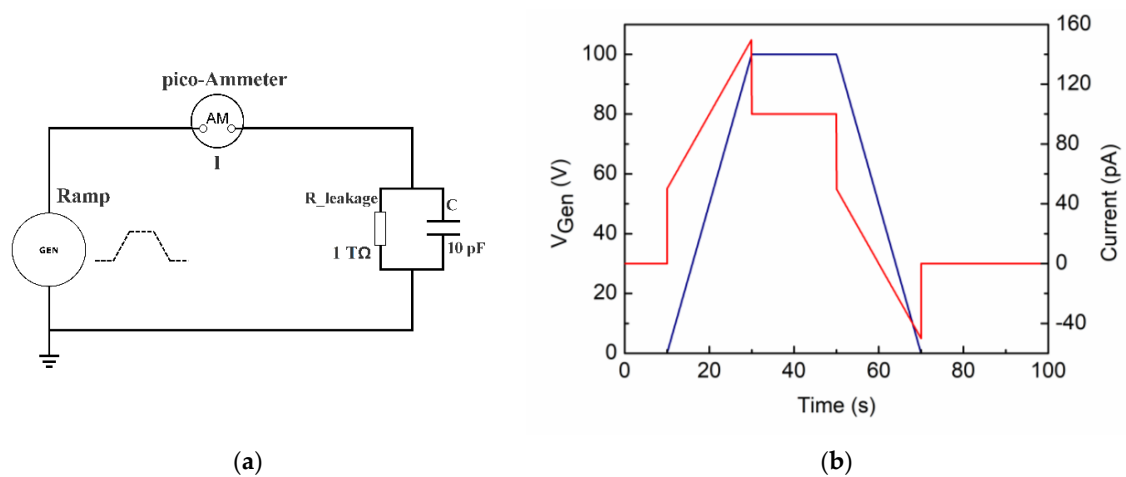 pico-Ammeter
AM
I
Ramp
GEN
R_leakage
1 TΩ
C
10 pF
(a)
V_Gen (V)
100
80
60
40
20
0
0 20 40 60 80 100
Time (s)
160
120
80
40
0
-40
Current (pA)
(b)